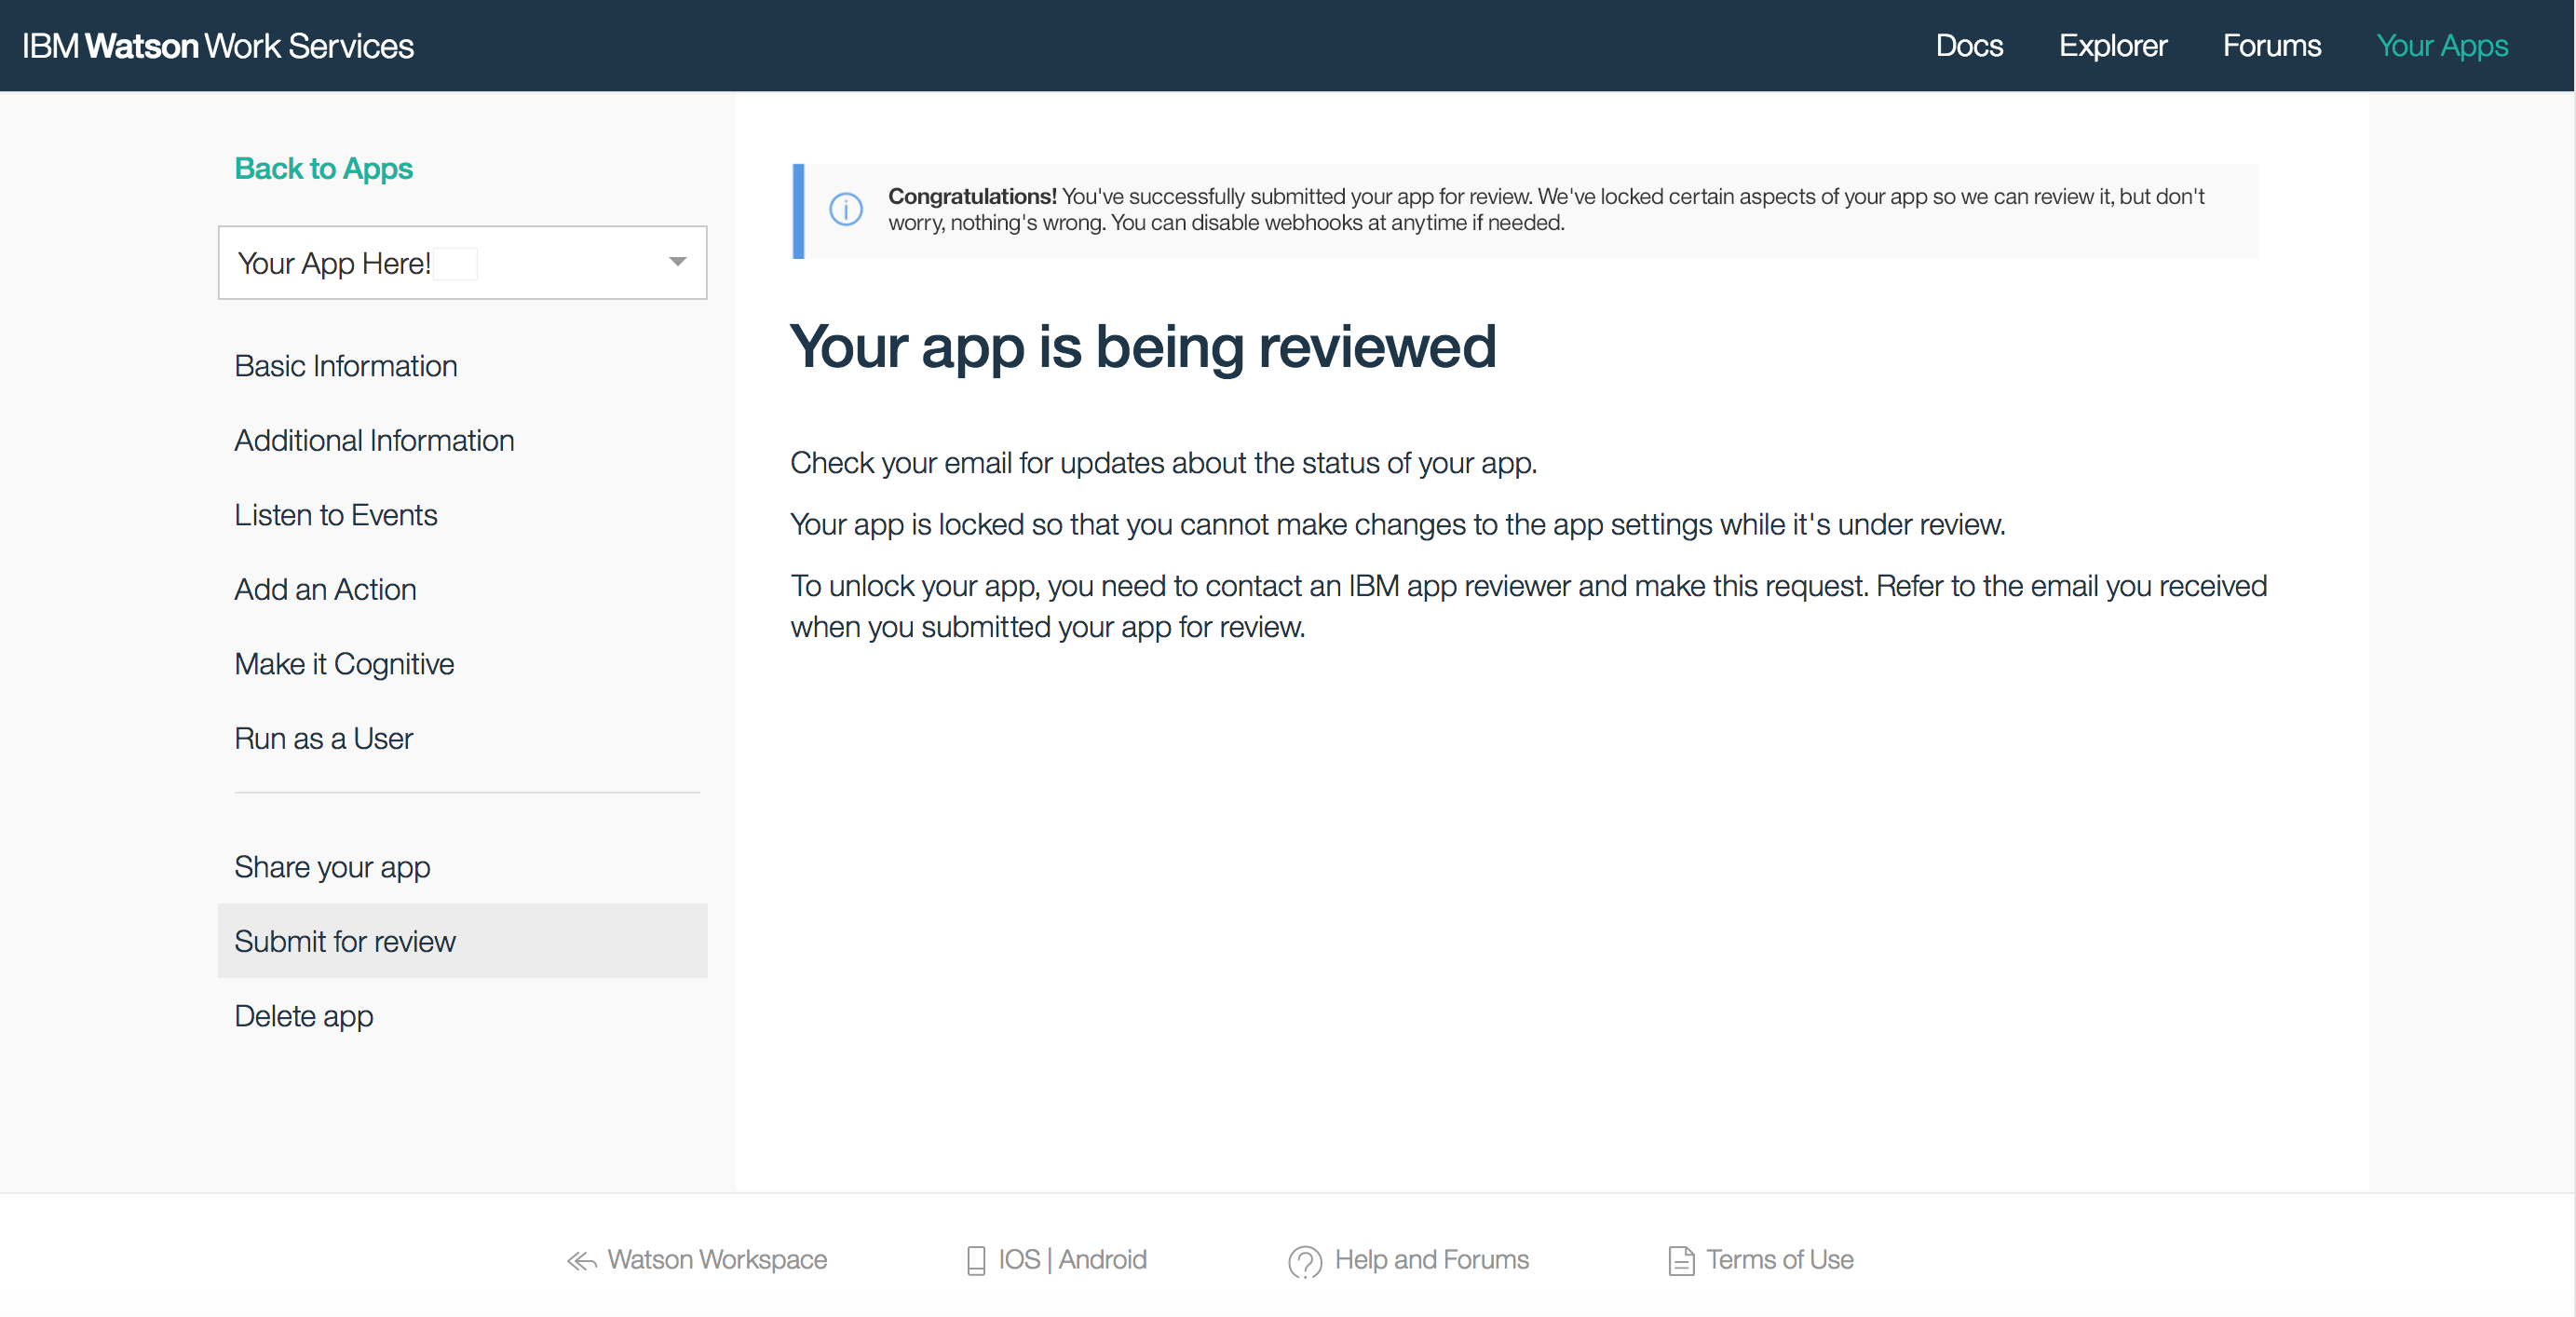 IBM Watson Work Services
Docs Explorer Forums Your Apps
Back to Apps
Your App Here!
Basic Information
Additional Information
Listen to Events
Add an Action
Make it Cognitive
Run as a User
Share your app
Submit for review
Delete app
Congratulations! You've successfully submitted your app for review. We've locked certain aspects of your app so we can review it, but don't
worry, nothing's wrong. You can disable webhooks at anytime if needed.
Your app is being reviewed
Check your email for updates about the status of your app.
Your app is locked so that you cannot make changes to the app settings while it's under review.
To unlock your app, you need to contact an IBM app reviewer and make this request. Refer to the email you received
when you submitted your app for review.
Watson Workspace IOS | Android Help and Forums Terms of Use